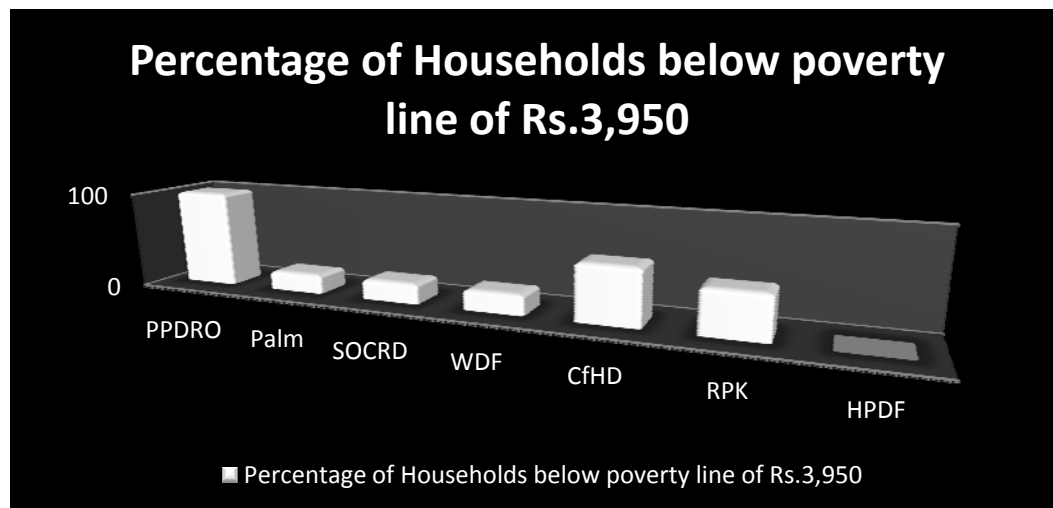 Percentage of Households below poverty
line of Rs.3,950
100
0
PPDRO
Palm
SOCRD
WDF
CfHD
RPK
HPDF
Percentage of Households below poverty line of Rs.3,950